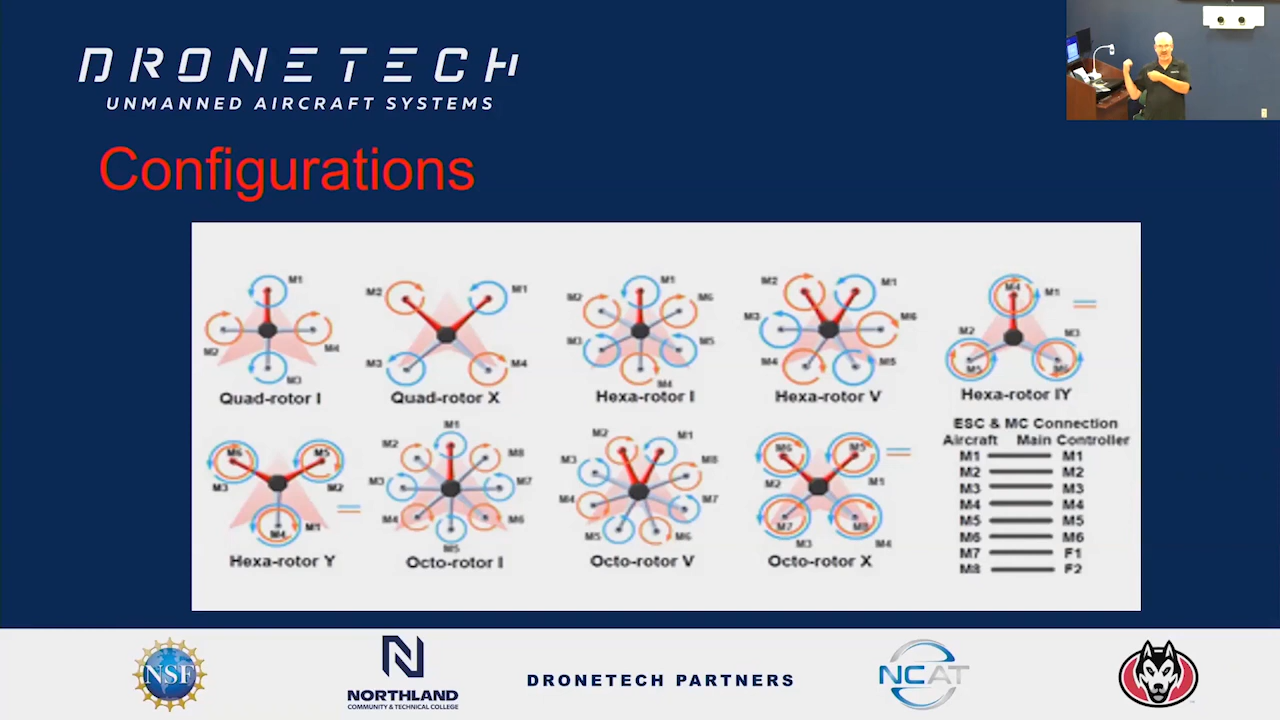 DRONETECH
UNMANNED AIRCRAFT SYSTEMS
Configurations
M1
M2
M4
M3
Quad-rotor I
M2
M1
M3
M4
Quad-rotor X
M1
M2
M6
M3
M5
M4
Hexa-rotor I
M2
M1
M3
M6
M4
M5
Hexa-rotor V
M4
M1
M2
M3
M5
M6
Hexa-rotor IY
M6
M5
M3
M2
M4
M1
Hexa-rotor Y
M1
M2
M8
M3
M7
M4
M6
M5
Octo-rotor I
M2
M1
M3
M8
M4
M7
M5
M6
Octo-rotor V
M6
M5
M2
M1
M7
M8
M3
M4
Octo-rotor X
ESC & MC Connection
Aircraft Main Controller
M1 M1
M2 M2
M3 M3
M4 M4
M5 M5
M6 M6
M7 F1
M8 F2
NSF
NORTHLAND
COMMUNITY & TECHNICAL COLLEGE
DRONETECH PARTNERS
NCAT